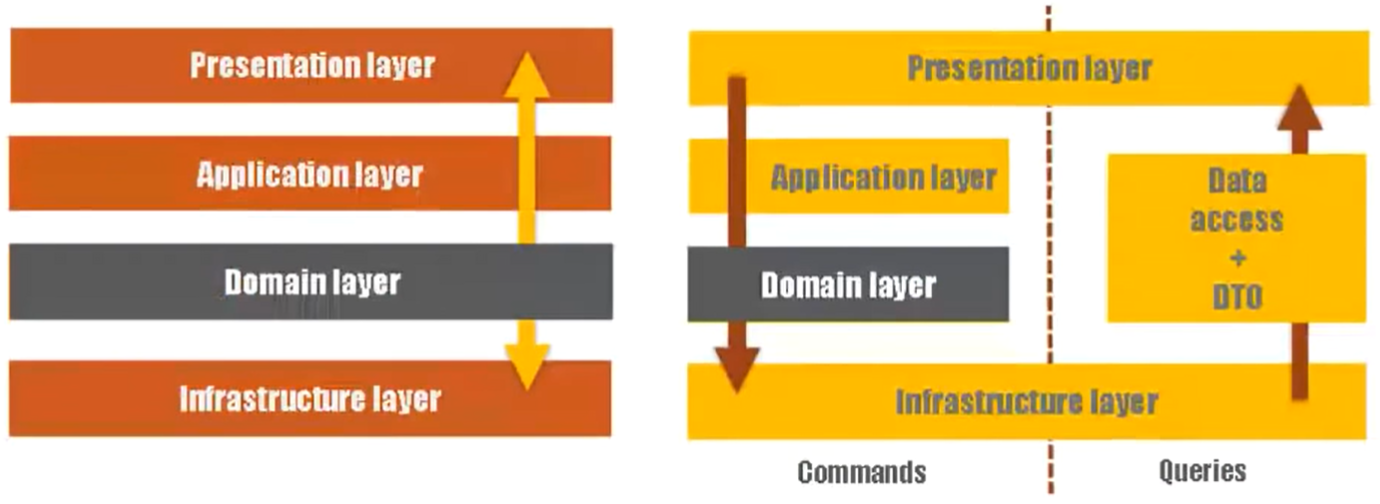 Presentation layer
Application layer
Domain layer
Infrastructure layer
Presentation layer
Application layer
Domain layer
Data
access
+
DTO
Infrastructure layer
Commands
Queries